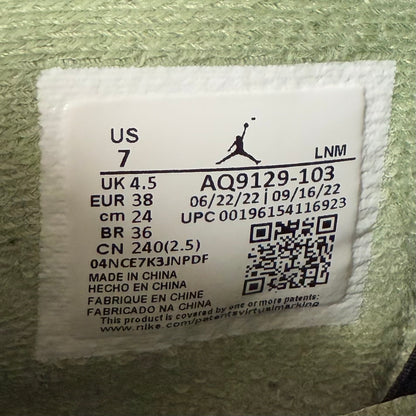 US
7
LNM
UK 4.5
AQ9129-103
EUR 38
06/22/22 | 09/16/22
cm 24
UPC 00196154116923
BR 36
CN 240(2.5)
04NCE7K3JNPDF
MADE IN CHINA
HECHO EN CHINA
FABRIQUE EN CHINE
FABRICADO NA CHINA
This product is covered by one or more patents:
www.nike.com/patentsvirtualmarking